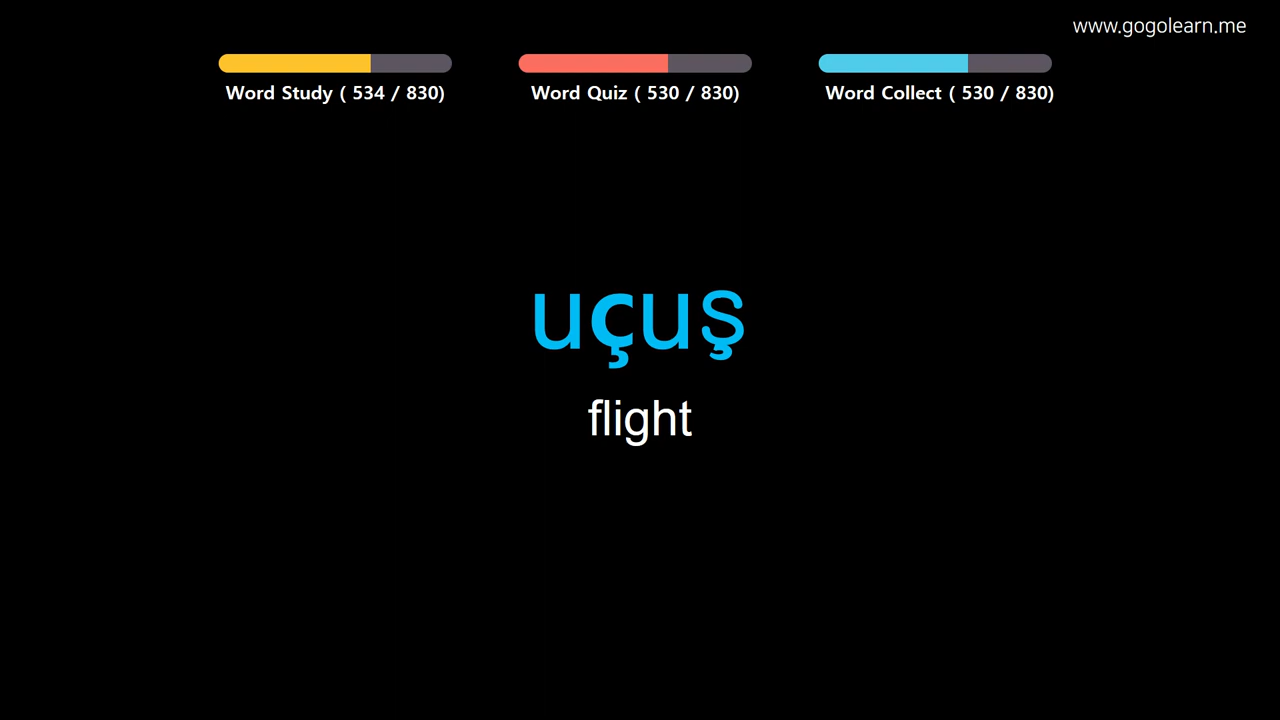 www.gogolearn.me
Word Study ( 534 / 830)
Word Quiz ( 530 / 830)
Word Collect ( 530 / 830)
uçuş
flight